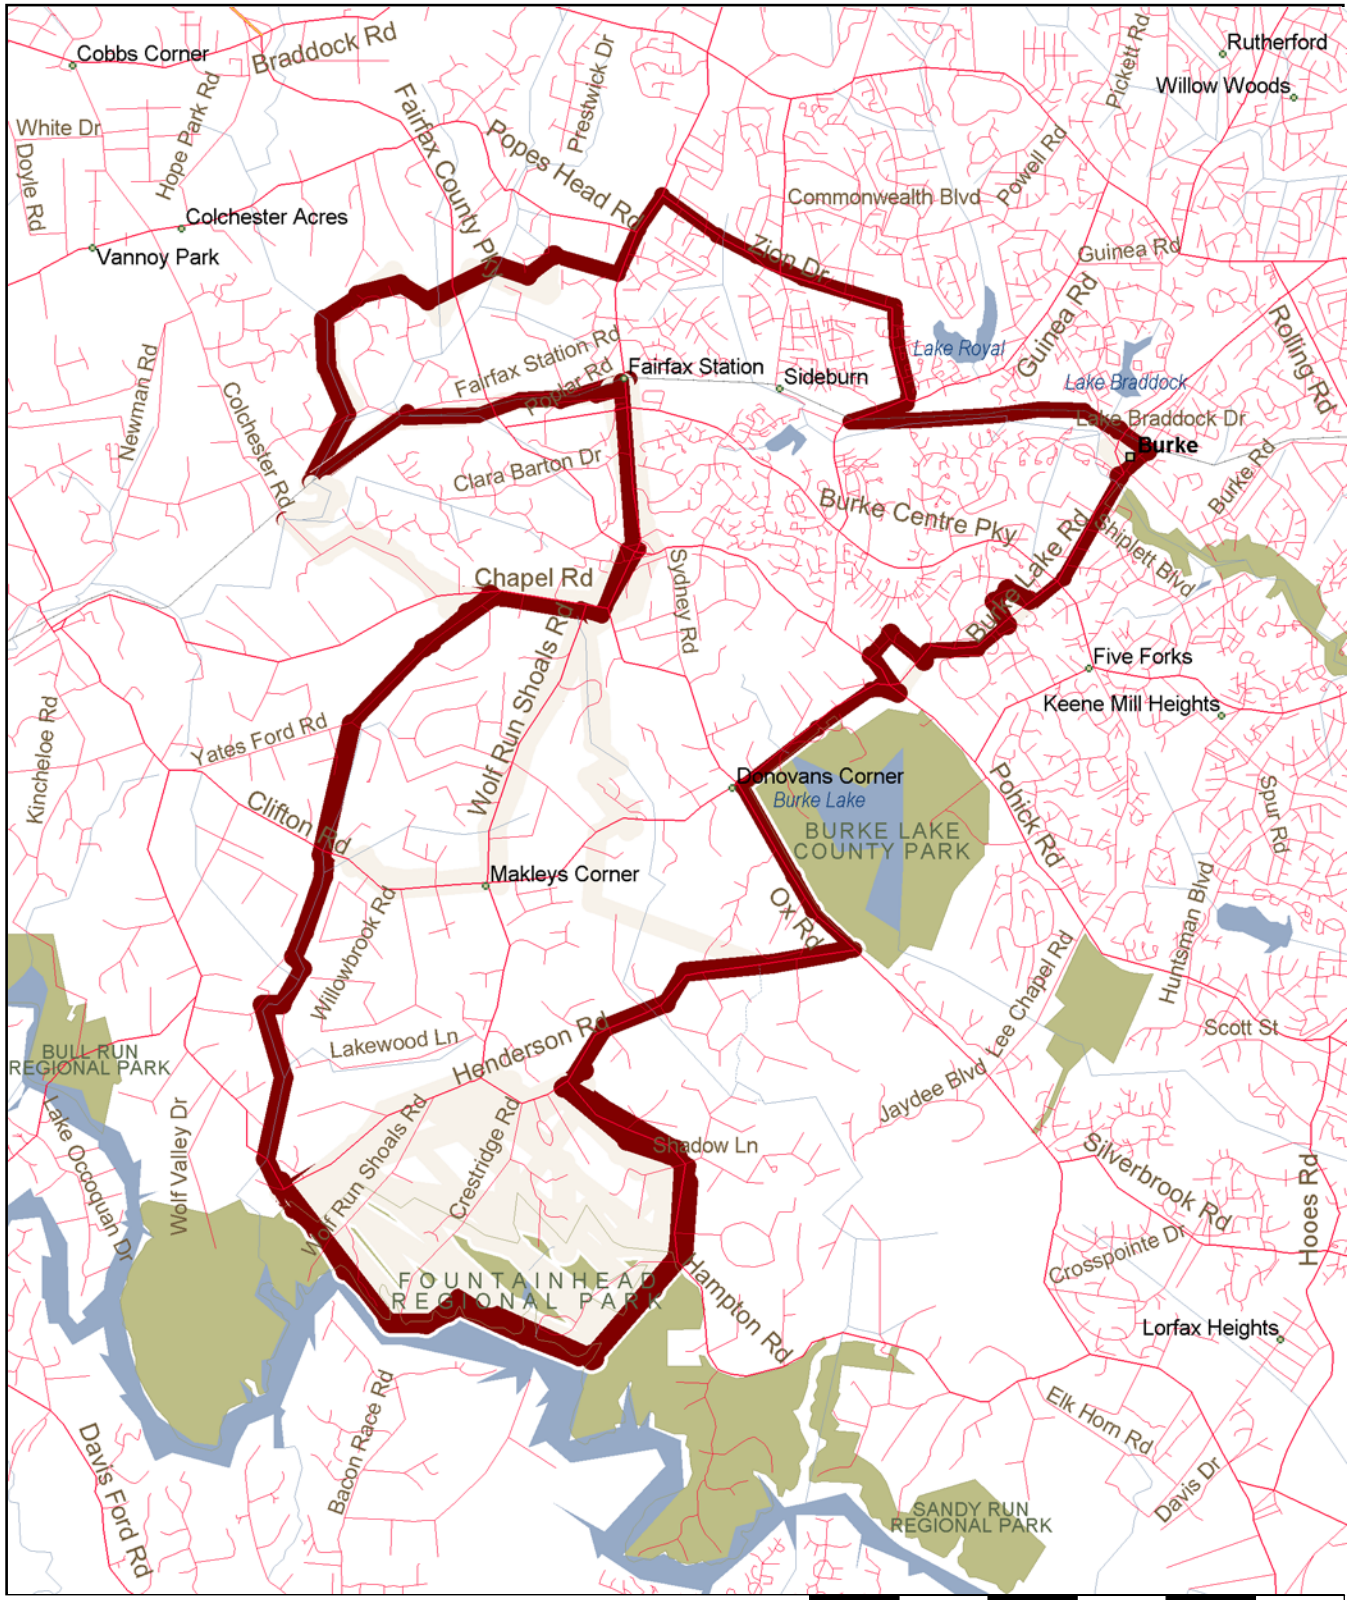 Cobbs Corner
Braddock Rd
Prestwick Dr
Pickett Rd
Rutherford
Willow Woods
White Dr
Doyle Rd
Hope Park Rd
Fairfax County Pky
Popes Head Rd
Powell Rd
Commonwealth Blvd
Colchester Acres
Vannoy Park
Zion Dr
Guinea Rd
Guinea Rd
Rolling Rd
Lake Royal
Newman Rd
Colchester Rd
Fairfax Station Rd
Poplar Rd
Fairfax Station
Sideburn
Lake Braddock
Lake Braddock Dr
Burke
Clara Barton Dr
Burke Rd
Burke Centre Pky
Shiplett Blvd
Burke Lake Rd
Chapel Rd
Sydney Rd
Wolf Run Shoals Rd
Five Forks
Keene Mill Heights
Kincheloe Rd
Yates Ford Rd
Clifton Rd
Donovans Corner
Burke Lake
BURKE LAKE
COUNTY PARK
Pohick Rd
Spur Rd
Makleys Corner
Ox Rd
Huntsman Blvd
Willowbrook Rd
Lee Chapel Rd
Scott St
Lakewood Ln
Henderson Rd
BULL RUN
REGIONAL PARK
Jaydee Blvd
Lake Occoquan Dr
Wolf Valley Dr
Wolf Run Shoals Rd
Crestridge Rd
Shadow Ln
Silverbrook Rd
Hooes Rd
Crosspointe Dr
FOUNTAINHEAD
REGIONAL PARK
Hampton Rd
Lorfax Heights
Bacon Race Rd
Elk Horn Rd
Davis Ford Rd
Davis Dr
SANDY RUN
REGIONAL PARK